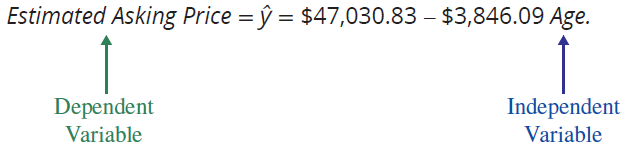 Estimated Asking Price = ŷ = $47,030.83 – $3,846.09 Age.
Dependent
Variable
Independent
Variable